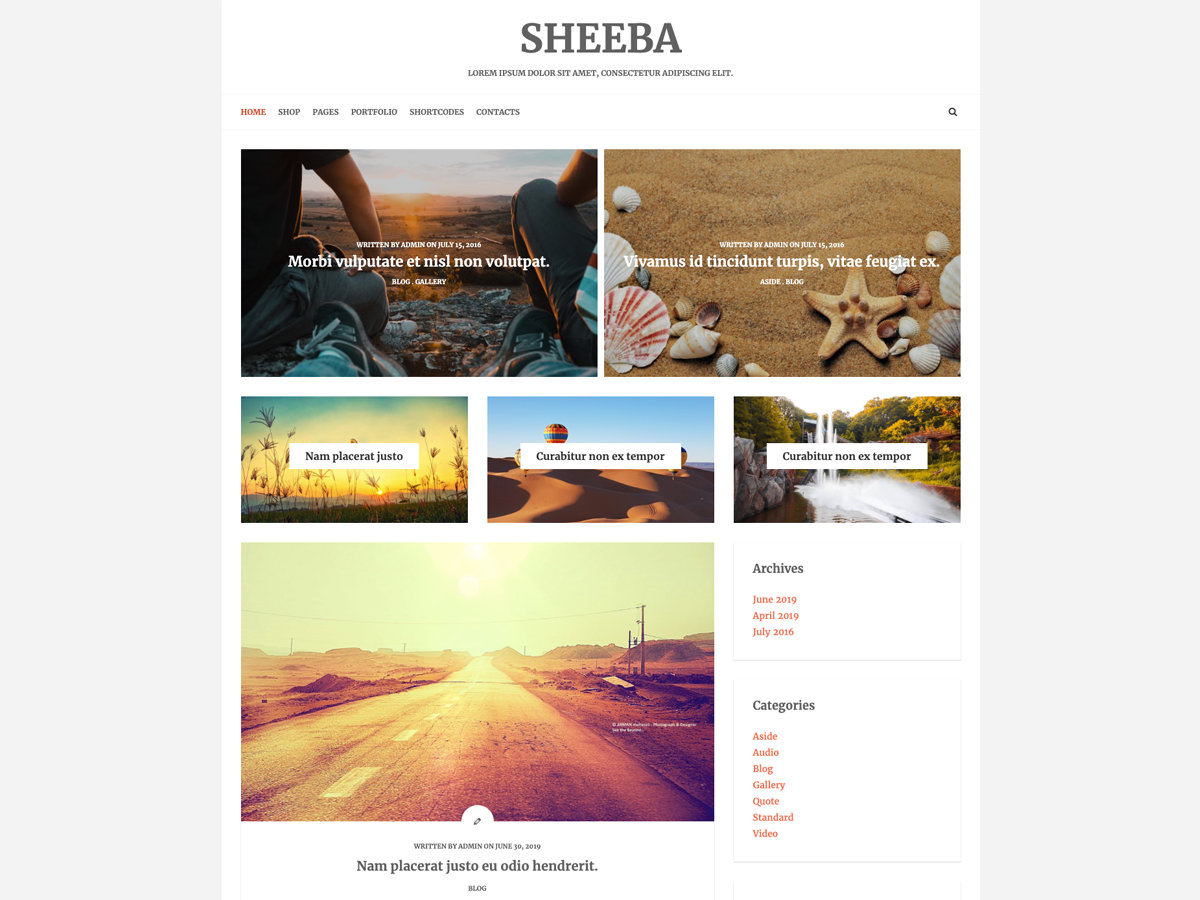 SHEEBA
LOREM IPSUM DOLOR SIT AMET, CONSECTETUR ADIPISCING ELIT.
HOME SHOP PAGES PORTFOLIO SHORTCODES CONTACTS
WRITTEN BY ADMIN ON JULY 15, 2016
Morbi vulputate et nisl non volutpat.
BLOG . GALLERY
WRITTEN BY ADMIN ON JULY 15, 2016
Vivamus id tincidunt turpis, vitae feugiat ex.
ASIDE . BLOG
Nam placerat justo
Curabitur non ex tempor
Curabitur non ex tempor
WRITTEN BY ADMIN ON JUNE 30, 2019
Nam placerat justo eu odio hendrerit.
BLOG
Archives
June 2019
April 2019
July 2016
Categories
Aside
Audio
Blog
Gallery
Quote
Standard
Video